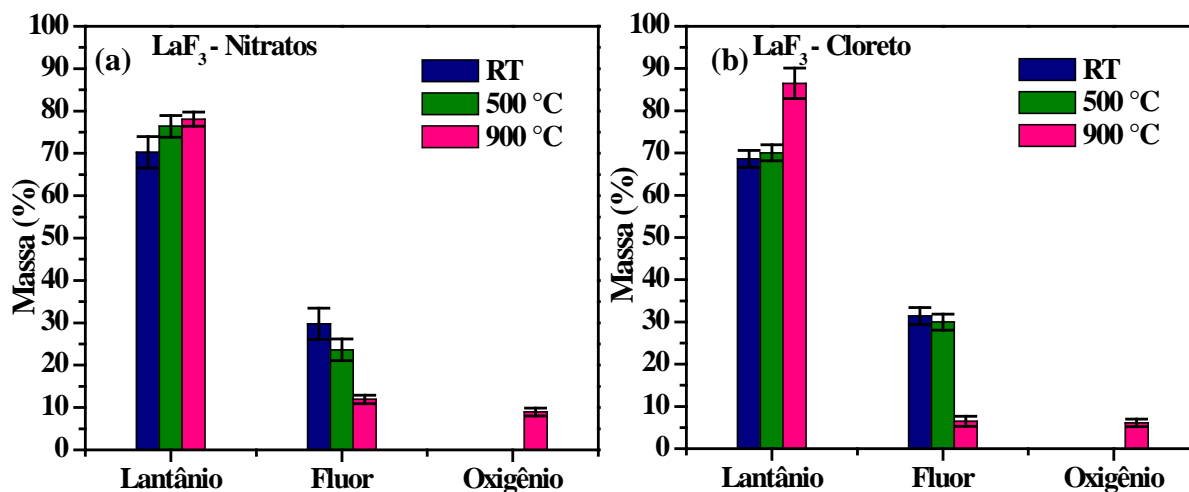 (a) LaF3 - Nitratos
RT
500 °C
900 °C
Massa (%)
100
90
80
70
60
50
40
30
20
10
0
Lantânio Fluor Oxigênio
(b) LaF3 - Cloreto
RT
500 °C
900 °C
Massa (%)
100
90
80
70
60
50
40
30
20
10
0
Lantânio Fluor Oxigênio